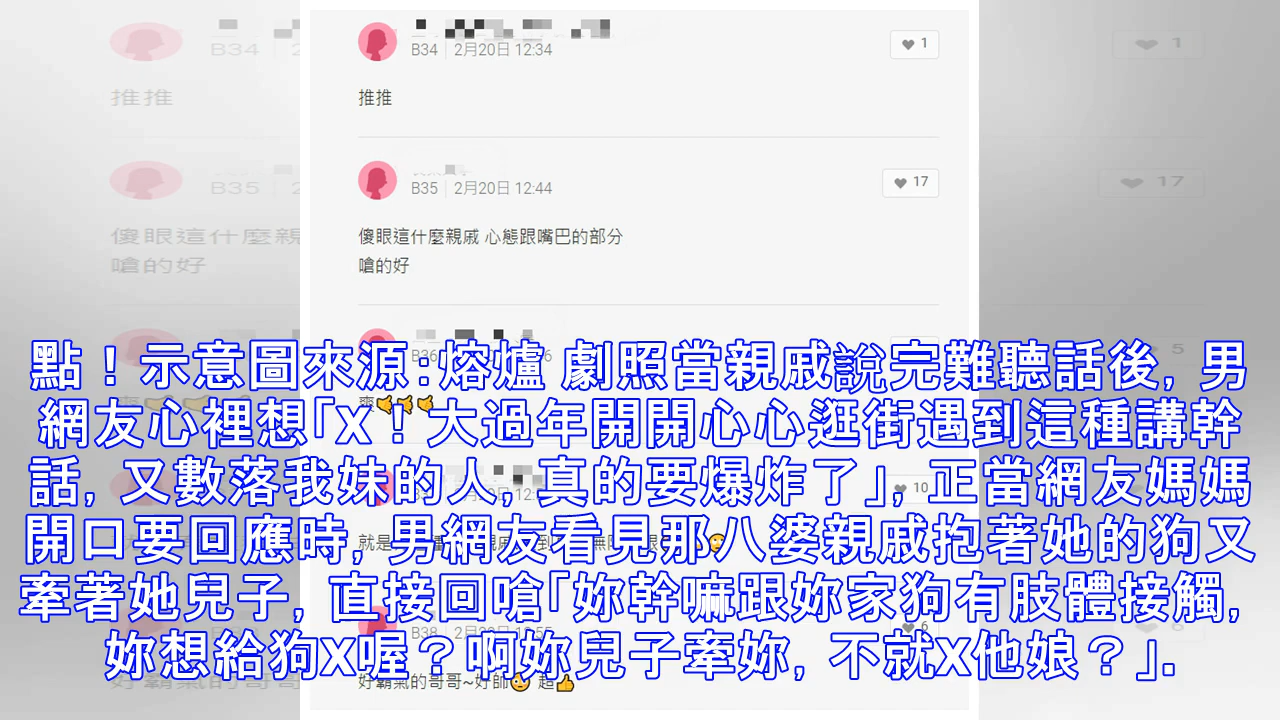 B34 2月20日 12:34
1
推推
B35 2月20日 12:44
17
傻眼這什麼親戚 心態跟嘴巴的部分
嗆的好
點！示意圖來源:熔爐 劇照當親戚說完難聽話後, 男
網友心裡想「X！大過年開開心心逛街遇到這種講幹
話, 又數落我妹的人, 真的要爆炸了」, 正當網友媽媽
10
開口要回應時, 男網友看見那八婆親戚抱著她的狗又
牽著她兒子, 直接回嗆「妳幹嘛跟妳家狗有肢體接觸,
B38
6
妳想給狗X喔？啊妳兒子牽妳, 不就X他娘？」.
好霸氣的哥哥~好帥😳 超👍